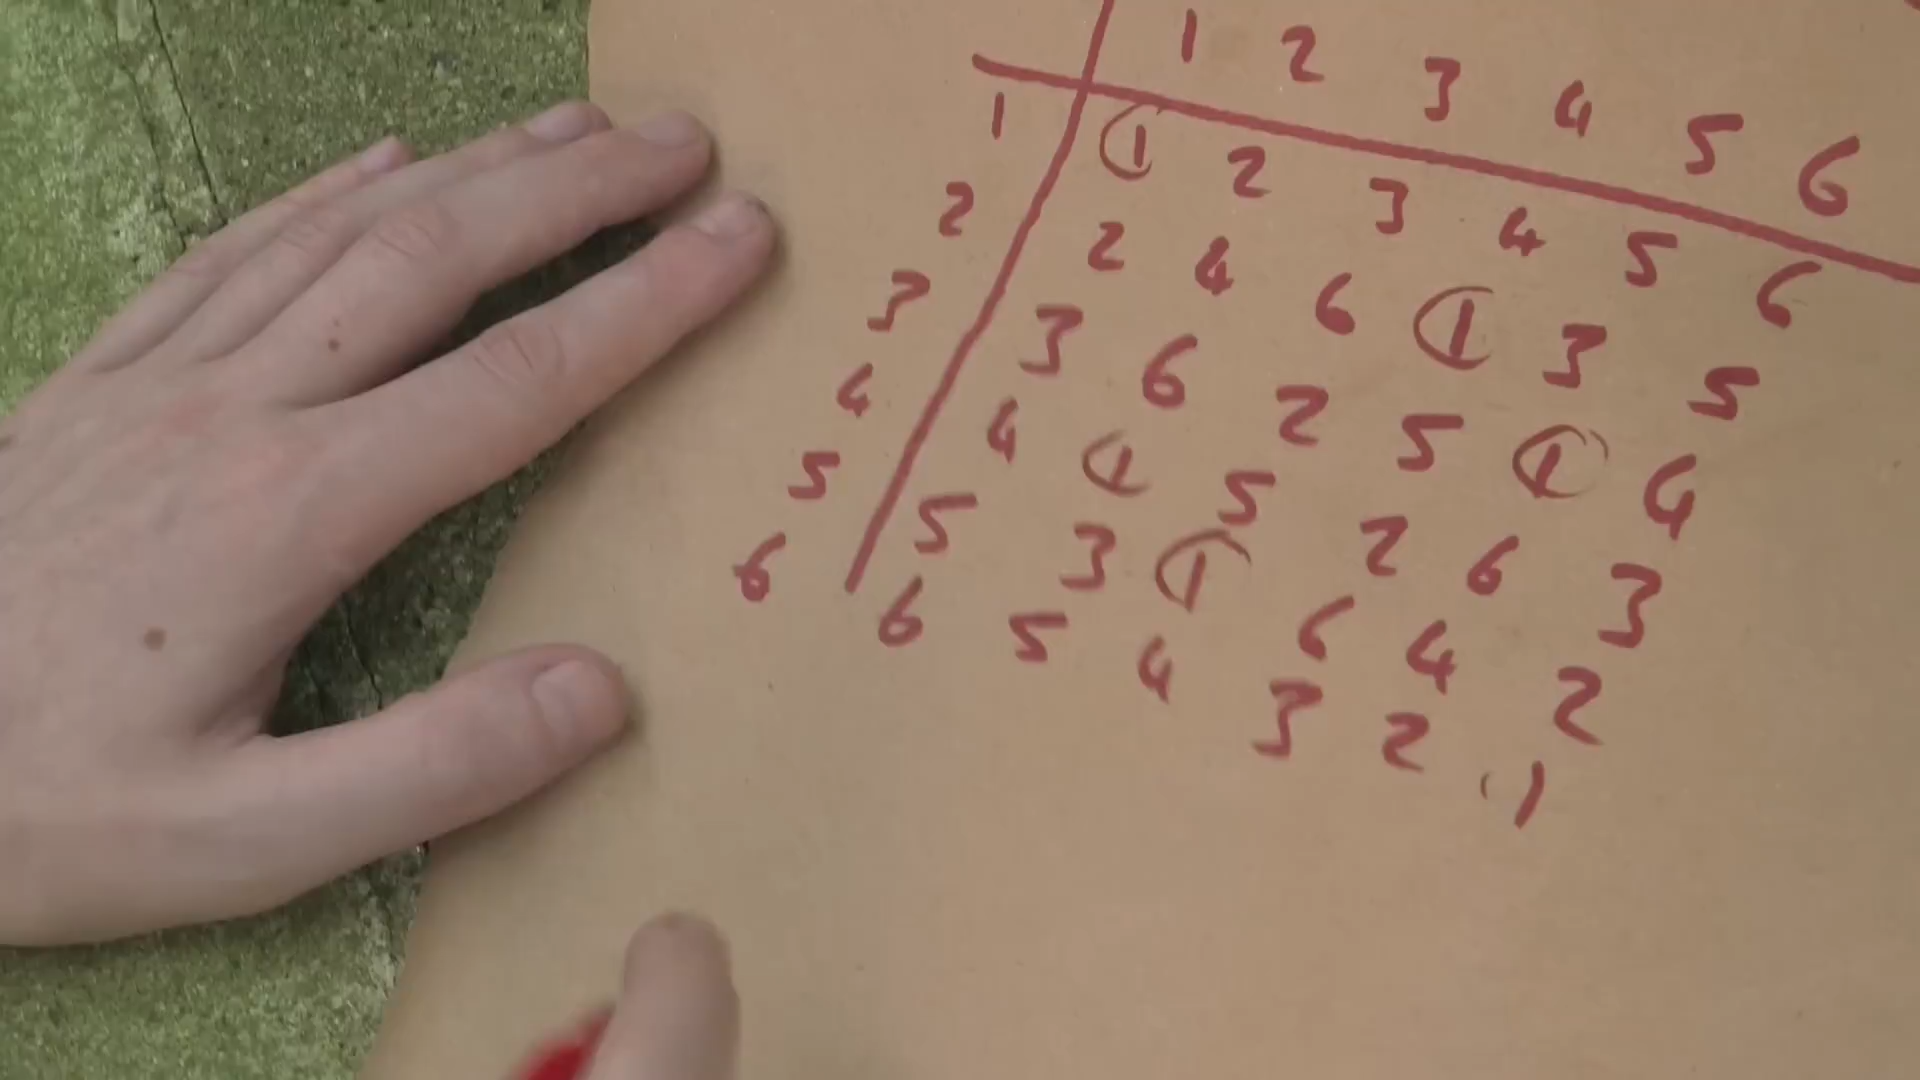 1 2 3 4 5 6
1 1 2 3 4 5 6
2 2 4 6 1 3 5
3 3 6 2 5 1 4
4 4 1 5 2 6 3
5 5 3 1 6 4 2
6 6 5 4 3 2 1